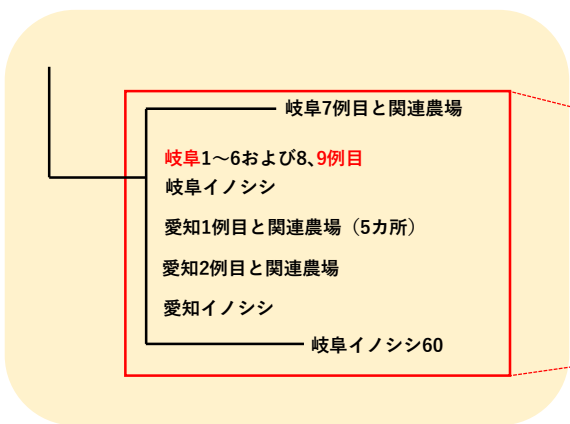 岐阜7例目と関連農場
岐阜1～6および8、9例目
岐阜イノシシ
愛知1例目と関連農場（5カ所）
愛知2例目と関連農場
愛知イノシシ
岐阜イノシシ60